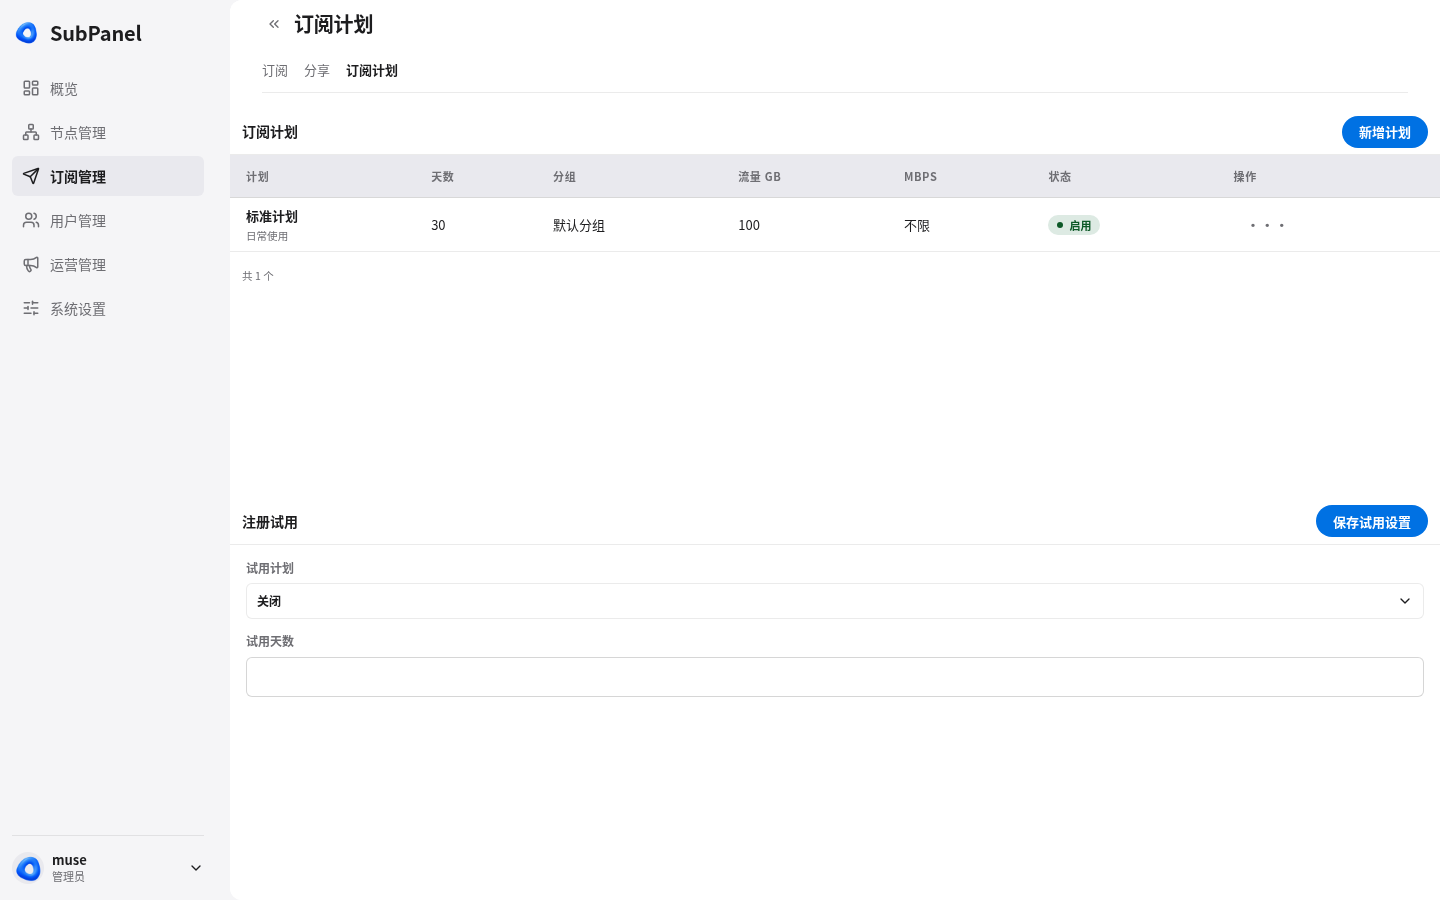 SubPanel
概览
节点管理
订阅管理
用户管理
运营管理
系统设置
muse
管理员
订阅计划
订阅 分享 订阅计划
订阅计划 新增计划
计划 天数 分组 流量 GB MBPS 状态 操作
标准计划 30 默认分组 100 不限 启用
日常使用
共 1 个
注册试用 保存试用设置
试用计划
关闭
试用天数